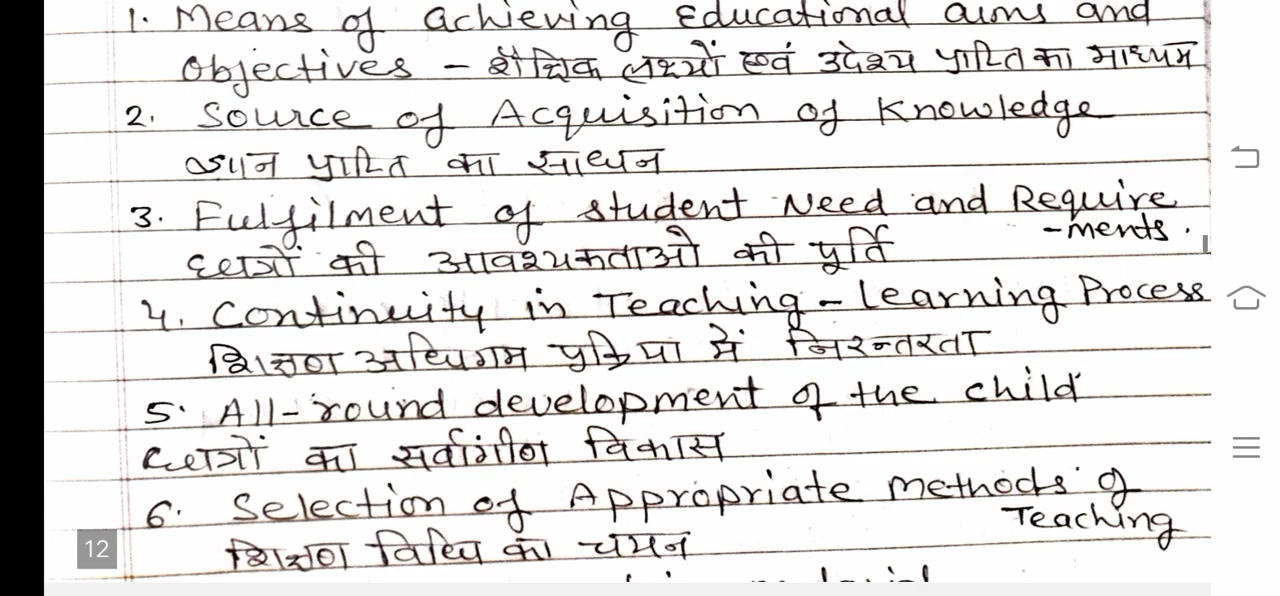 1. Means of achieving Educational aims and
Objectives - शैक्षिक लक्ष्यों एवं उदेश्य प्राप्ति का माध्यम
2. Source of Acquisition of Knowledge
ज्ञान प्राप्ति का साधन
3. Fulfilment of student Need and Require
-ments.
छात्रों की आवश्यकताओं की पूर्ति
4. Continuity in Teaching - Learning Process
शिक्षण अधिगम प्रक्रिया में निरन्तरता
5. All-round development of the child
छात्रों का सर्वांगीण विकास
6. Selection of Appropriate methods of
Teaching
शिक्षण विधि का चयन
12